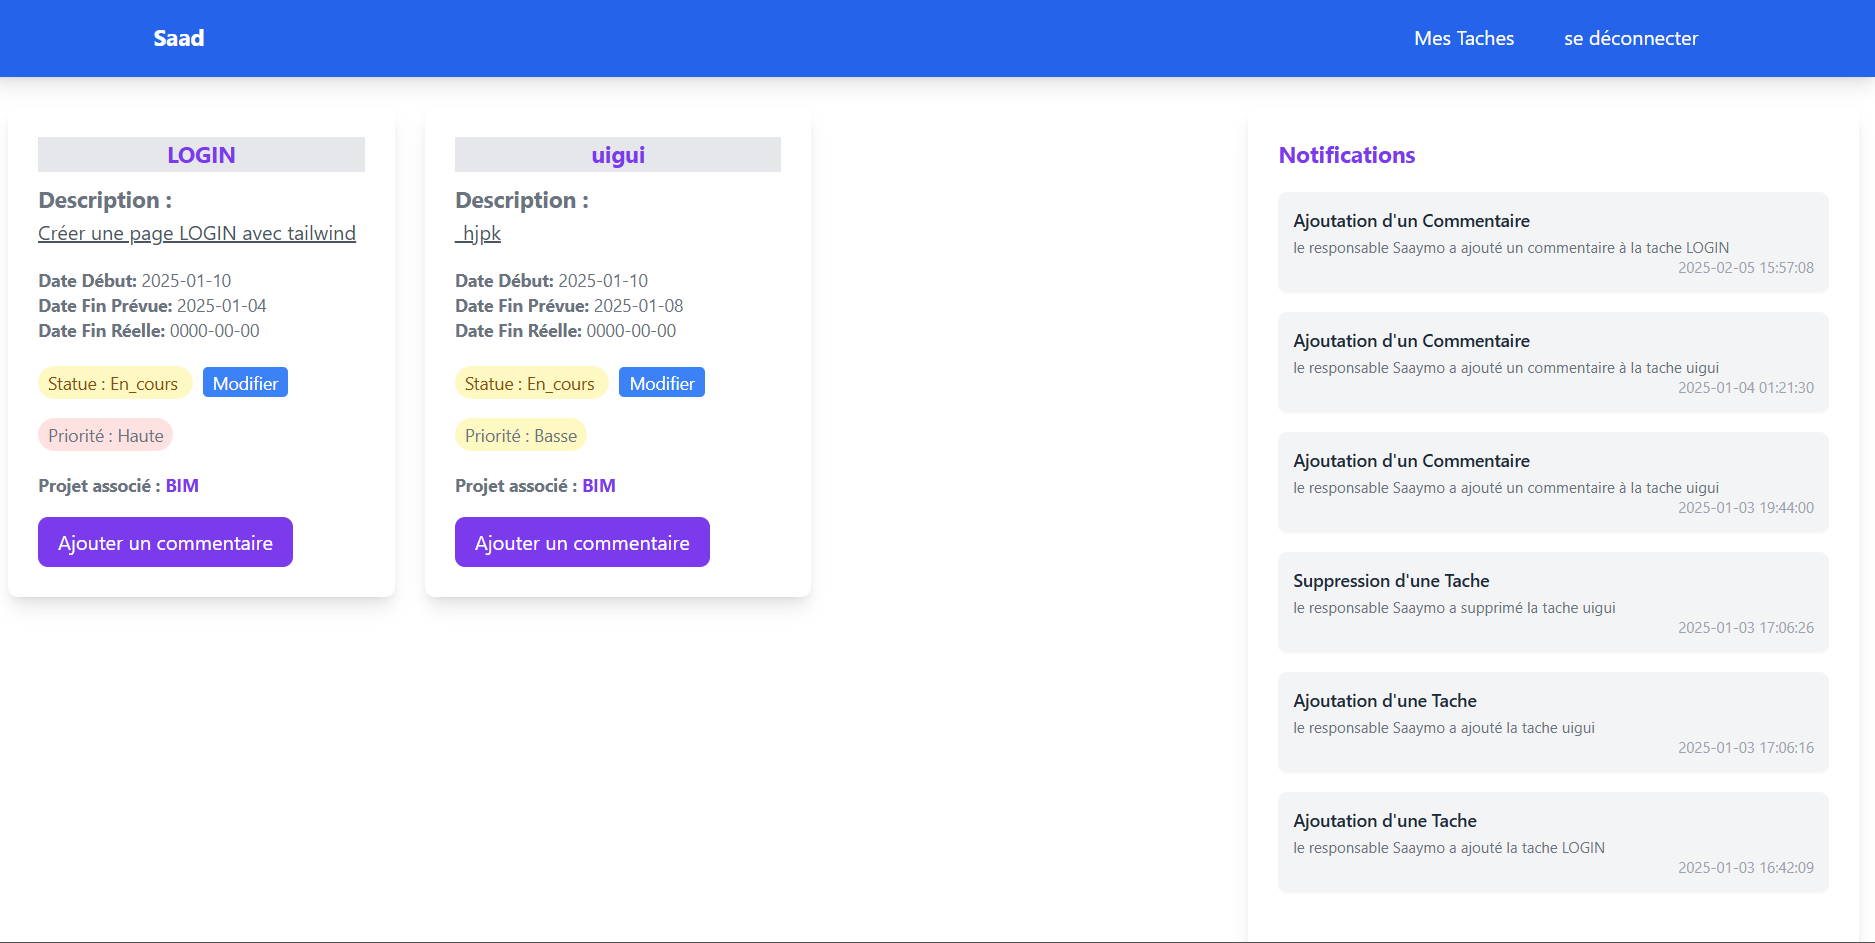 Saad
Mes Taches
se déconnecter
LOGIN
Description :
Créer une page LOGIN avec tailwind
Date Début: 2025-01-10
Date Fin Prévue: 2025-01-04
Date Fin Réelle: 0000-00-00
Statue : En_cours
Modifier
Priorité : Haute
Projet associé : BIM
Ajouter un commentaire
uigui
Description :
_hjpk
Date Début: 2025-01-10
Date Fin Prévue: 2025-01-08
Date Fin Réelle: 0000-00-00
Statue : En_cours
Modifier
Priorité : Basse
Projet associé : BIM
Ajouter un commentaire
Notifications
Ajoutation d'un Commentaire
le responsable Saaymo a ajouté un commentaire à la tache LOGIN
2025-02-05 15:57:08
Ajoutation d'un Commentaire
le responsable Saaymo a ajouté un commentaire à la tache uigui
2025-01-04 01:21:30
Ajoutation d'un Commentaire
le responsable Saaymo a ajouté un commentaire à la tache uigui
2025-01-03 19:44:00
Suppression d'une Tache
le responsable Saaymo a supprimé la tache uigui
2025-01-03 17:06:26
Ajoutation d'une Tache
le responsable Saaymo a ajouté la tache uigui
2025-01-03 17:06:16
Ajoutation d'une Tache
le responsable Saaymo a ajouté la tache LOGIN
2025-01-03 16:42:09